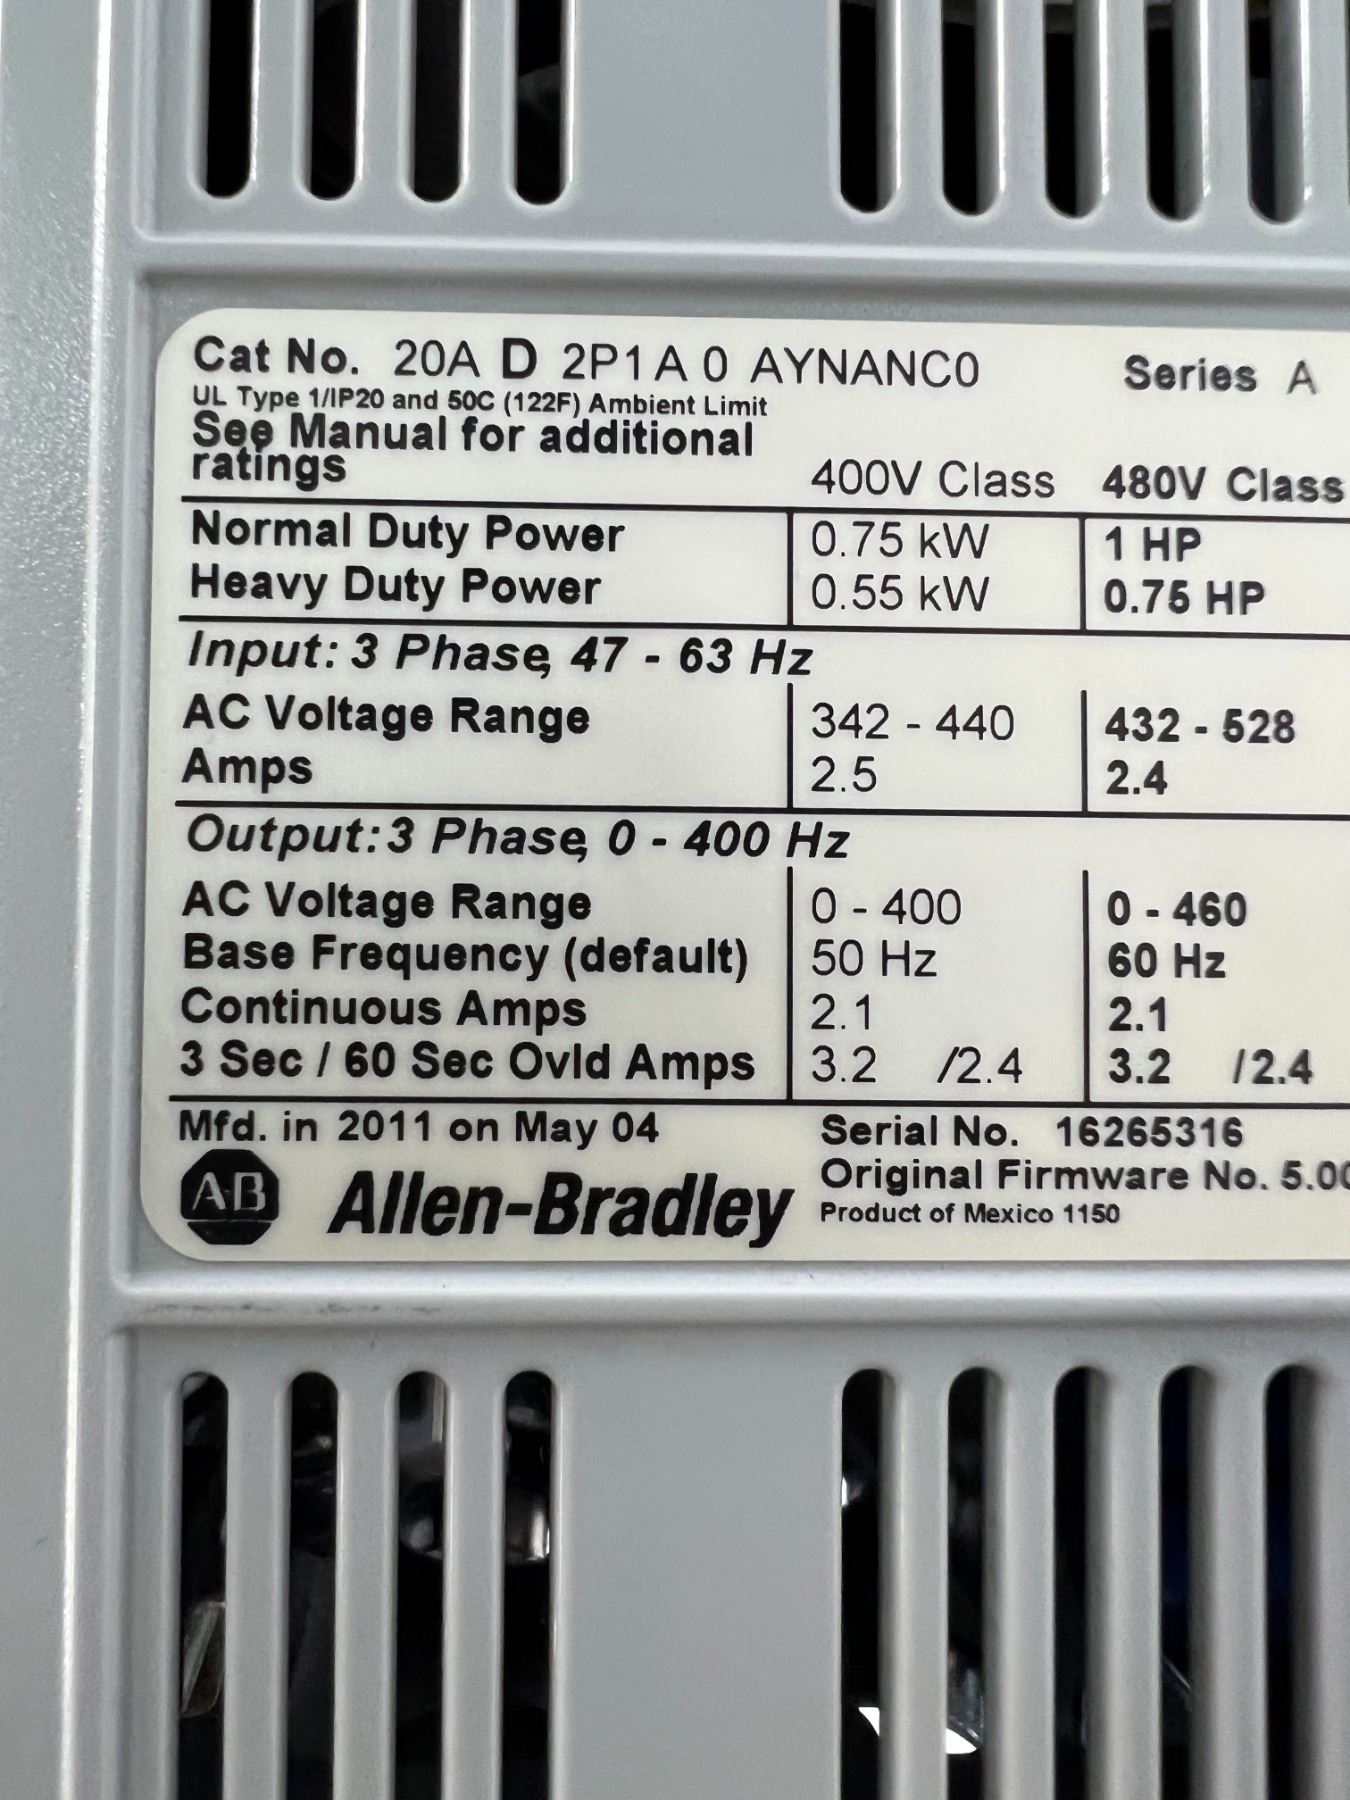 Cat No. 20A D 2P1 A 0 AYNANC0 Series A
UL Type 1/IP20 and 50C (122F) Ambient Limit
See Manual for additional
ratings 400V Class 480V Class
Normal Duty Power 0.75 kW 1 HP
Heavy Duty Power 0.55 kW 0.75 HP
Input: 3 Phase, 47 - 63 Hz
AC Voltage Range 342 - 440 432 - 528
Amps 2.5 2.4
Output: 3 Phase, 0 - 400 Hz
AC Voltage Range 0 - 400 0 - 460
Base Frequency (default) 50 Hz 60 Hz
Continuous Amps 2.1 2.1
3 Sec / 60 Sec Ovld Amps 3.2 /2.4 3.2 /2.4
Mfd. in 2011 on May 04 Serial No. 16265316
Original Firmware No. 5.00
A·B Allen-Bradley Product of Mexico 1150